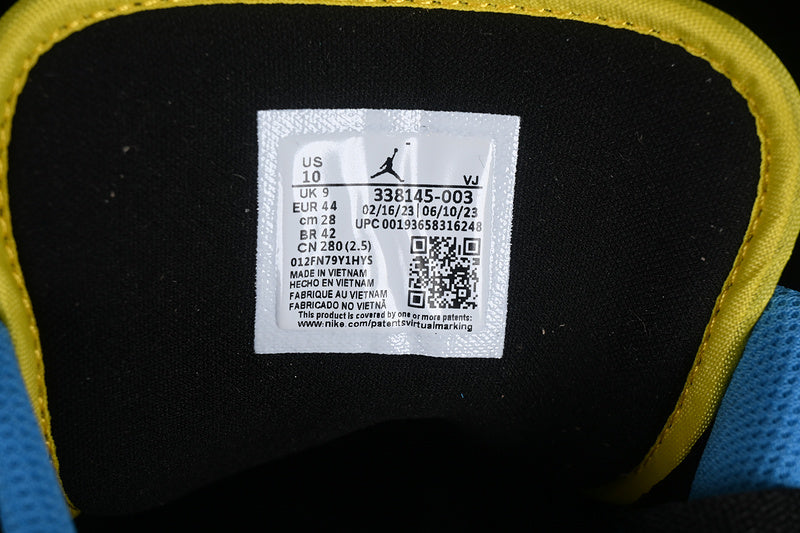 US
10
VJ
UK 9
338145-003
EUR 44
02/16/23 | 06/10/23
cm 28
UPC 00193658316248
BR 42
CN 280 (2.5)
012FN79Y1HYS
MADE IN VIETNAM
HECHO EN VIETNAM
FABRIQUE AU VIETNAM
FABRICADO NO VIETNÃ
This product is covered by one or more patents:
www.nike.com/patentsvirtualmarking